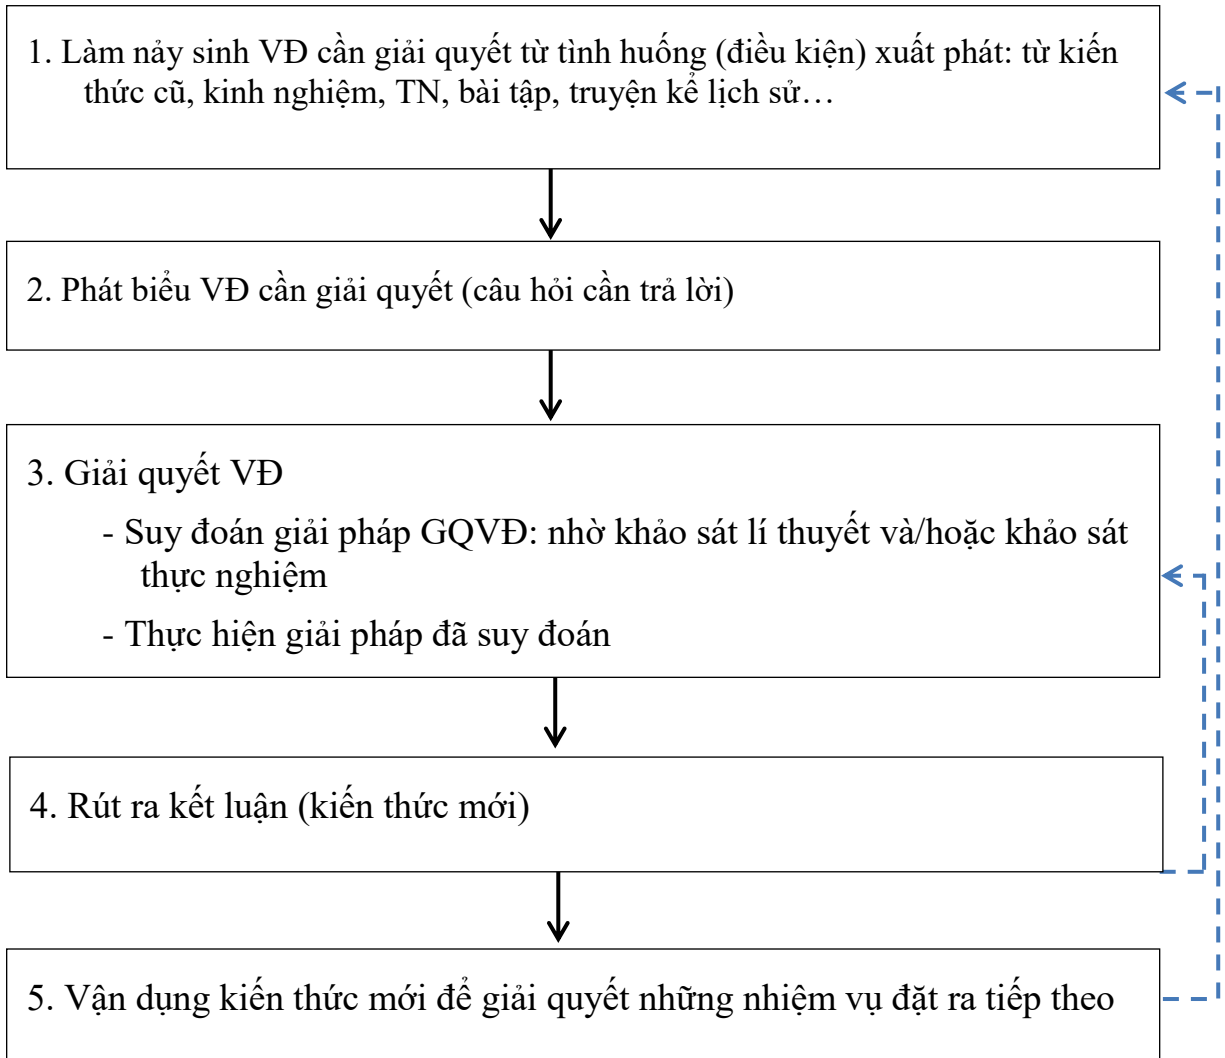 1. Làm nảy sinh VĐ cần giải quyết từ tình huống (điều kiện) xuất phát: từ kiến
thức cũ, kinh nghiệm, TN, bài tập, truyện kể lịch sử…
2. Phát biểu VĐ cần giải quyết (câu hỏi cần trả lời)
3. Giải quyết VĐ
- Suy đoán giải pháp GQVĐ: nhờ khảo sát lí thuyết và/hoặc khảo sát
thực nghiệm
- Thực hiện giải pháp đã suy đoán
4. Rút ra kết luận (kiến thức mới)
5. Vận dụng kiến thức mới để giải quyết những nhiệm vụ đặt ra tiếp theo